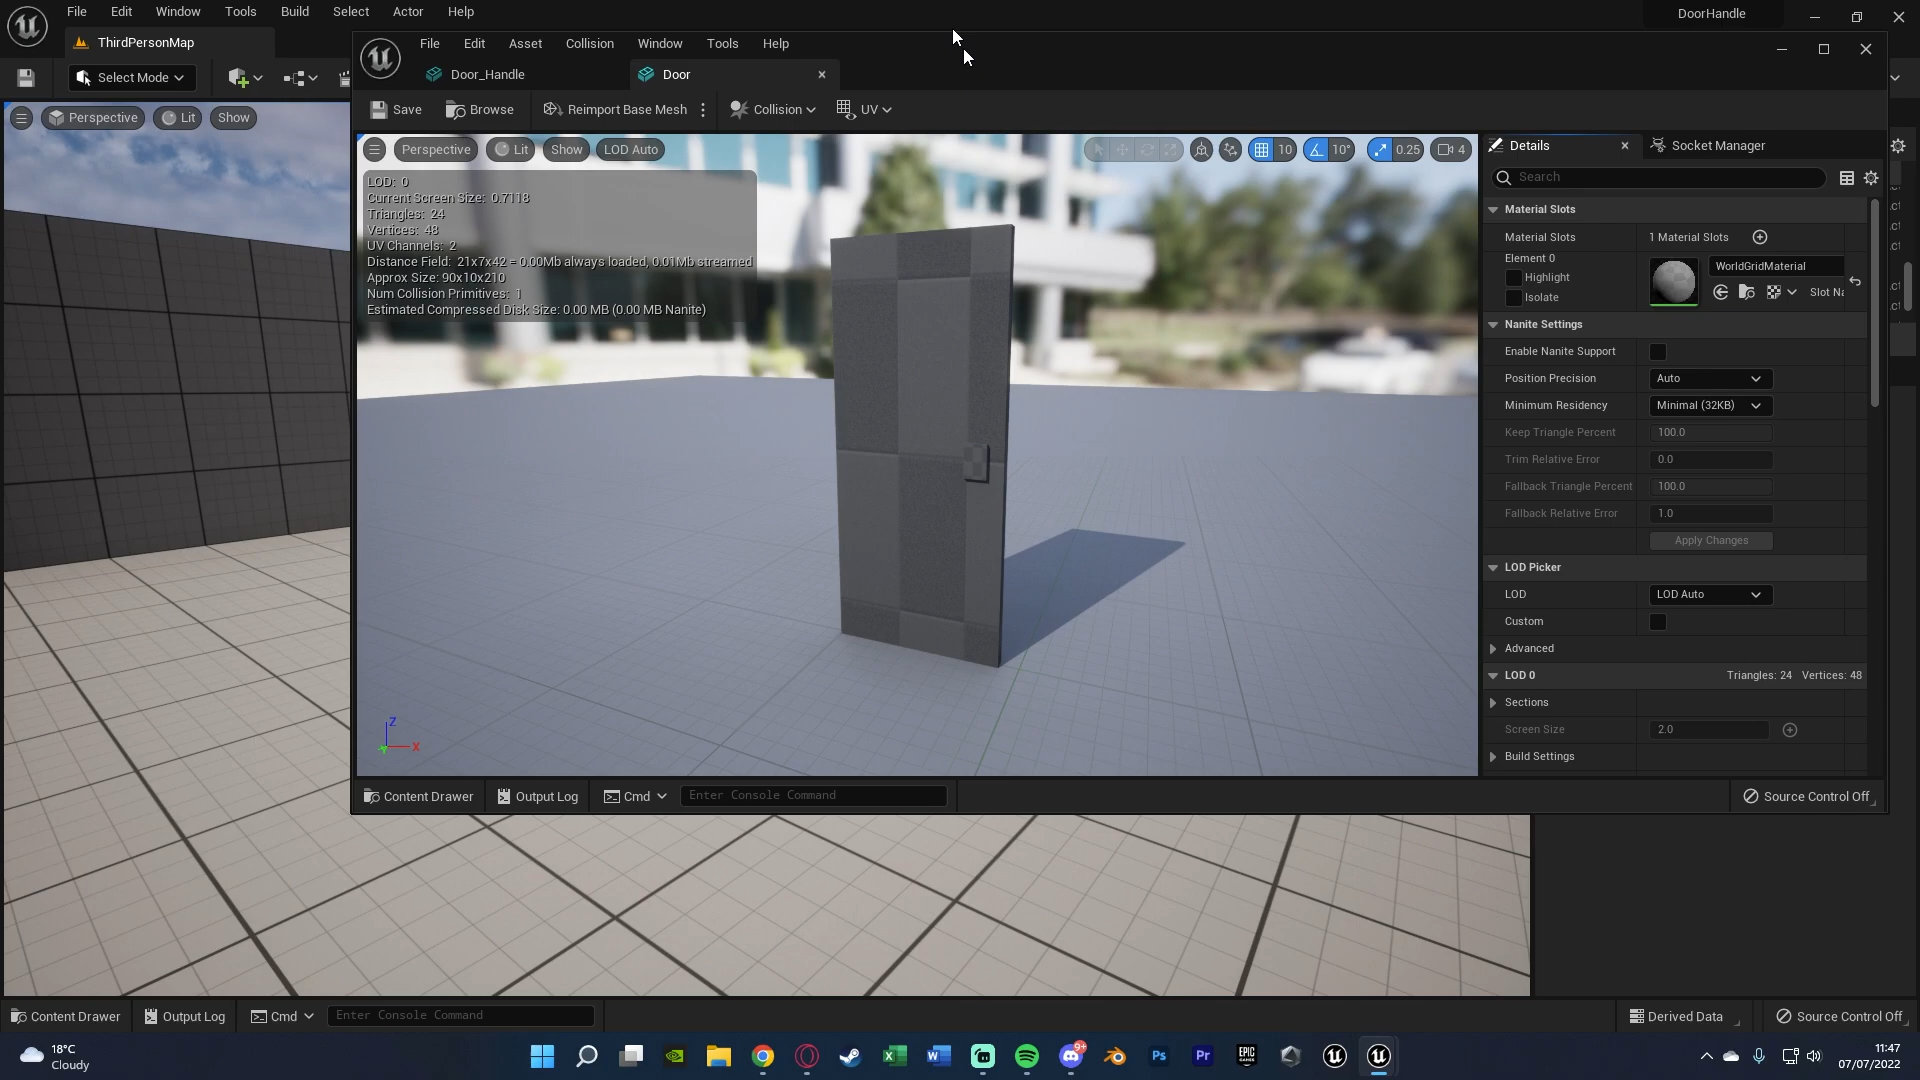 File Edit Window Tools Build Select Actor Help
DoorHandle
ThirdPersonMap
Select Mode
Perspective Lit Show
File Edit Asset Collision Window Tools Help
Door_Handle
Door
Save Browse Reimport Base Mesh Collision UV
Perspective Lit Show LOD Auto
10 10° 0.25 4
LOD: 0
Current Screen Size: 0.7118
Triangles: 24
Vertices: 48
UV Channels: 2
Distance Field: 21x7x42 = 0.00Mb always loaded, 0.01Mb streamed
Approx Size: 90x10x210
Num Collision Primitives: 1
Estimated Compressed Disk Size: 0.00 MB (0.00 MB Nanite)
Z
X
Details
Socket Manager
Search
Material Slots
Material Slots 1 Material Slots
Element 0
Highlight
Isolate
WorldGridMaterial
Slot Na
Nanite Settings
Enable Nanite Support
Position Precision Auto
Minimum Residency Minimal (32KB)
Keep Triangle Percent 100.0
Trim Relative Error 0.0
Fallback Triangle Percent 100.0
Fallback Relative Error 1.0
Apply Changes
LOD Picker
LOD LOD Auto
Custom
Advanced
LOD 0 Triangles: 24 Vertices: 48
Sections
Screen Size 2.0
Build Settings
Content Drawer Output Log Cmd Enter Console Command
Source Control Off
Content Drawer Output Log Cmd Enter Console Command
Derived Data Source Control Off
18°C
Cloudy
9+
Ps
Pr
EPIC
GAMES
11:47
07/07/2022